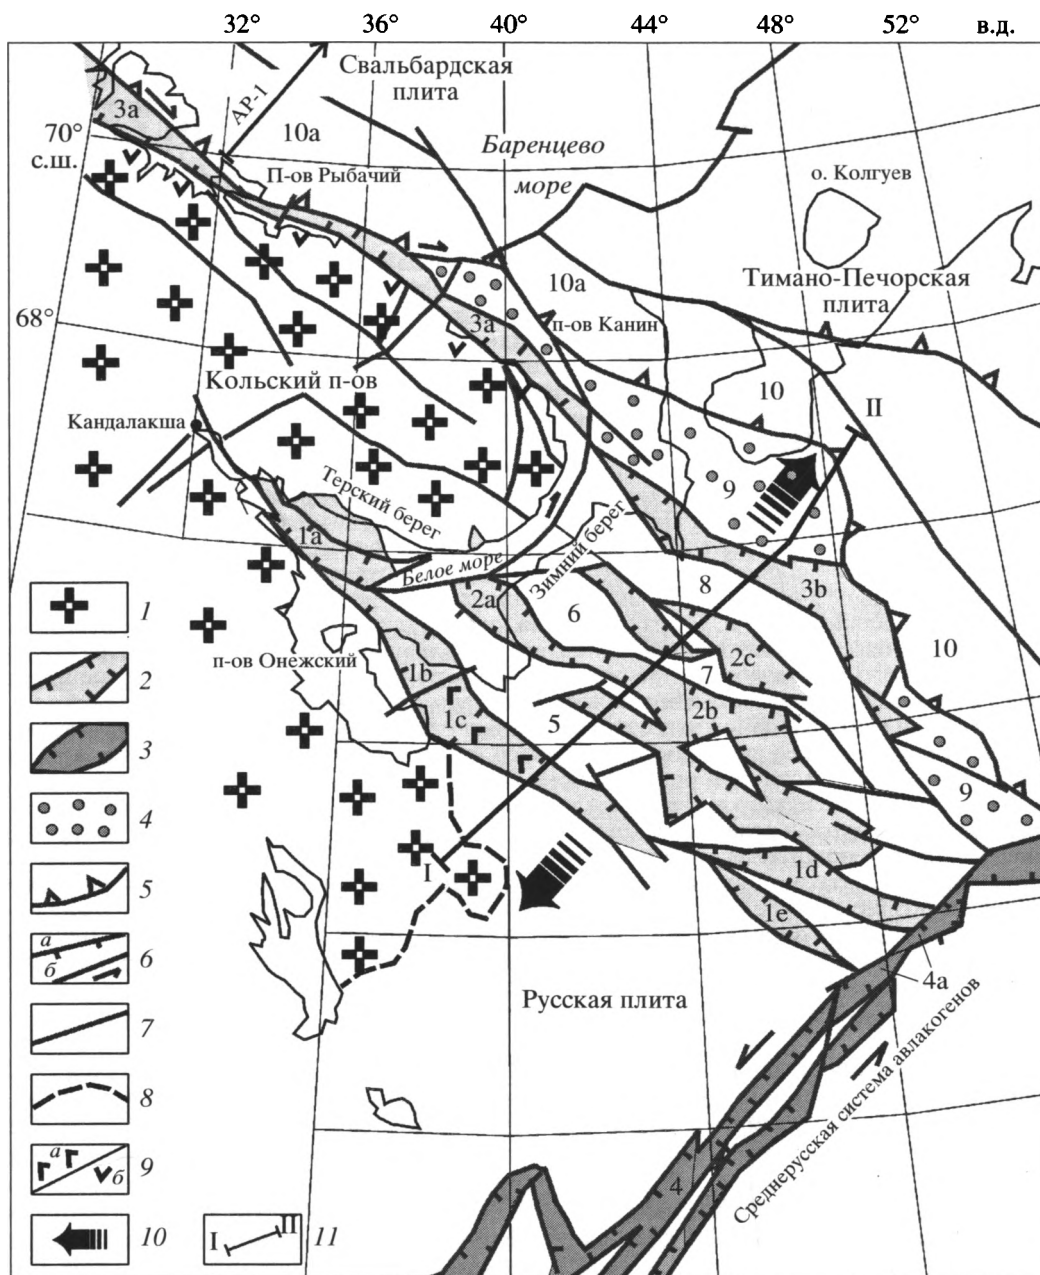 32° 36° 40° 44° 48° 52° в.д.
Свальбардская
плита
3а
АР-1
10а
70°
с.ш.
Баренцево
море
П-ов Рыбачий
о. Колгуев
10а
Тимано-Печорская
плита
68°
3а
п-ов Канин
Кольский п-ов
10
Кандалакша
II
Терский берег
9
1а
Белое море
Зимний берег
8
3b
2а
6
1
п-ов Онежский
1b
2с
10
7
2
1с
5
2b
3
9
4
I
1d
5
1е
а
б
6
4а
Русская плита
7
Среднерусская система авлакогенов
8
а
б
9
4
10
I II
11